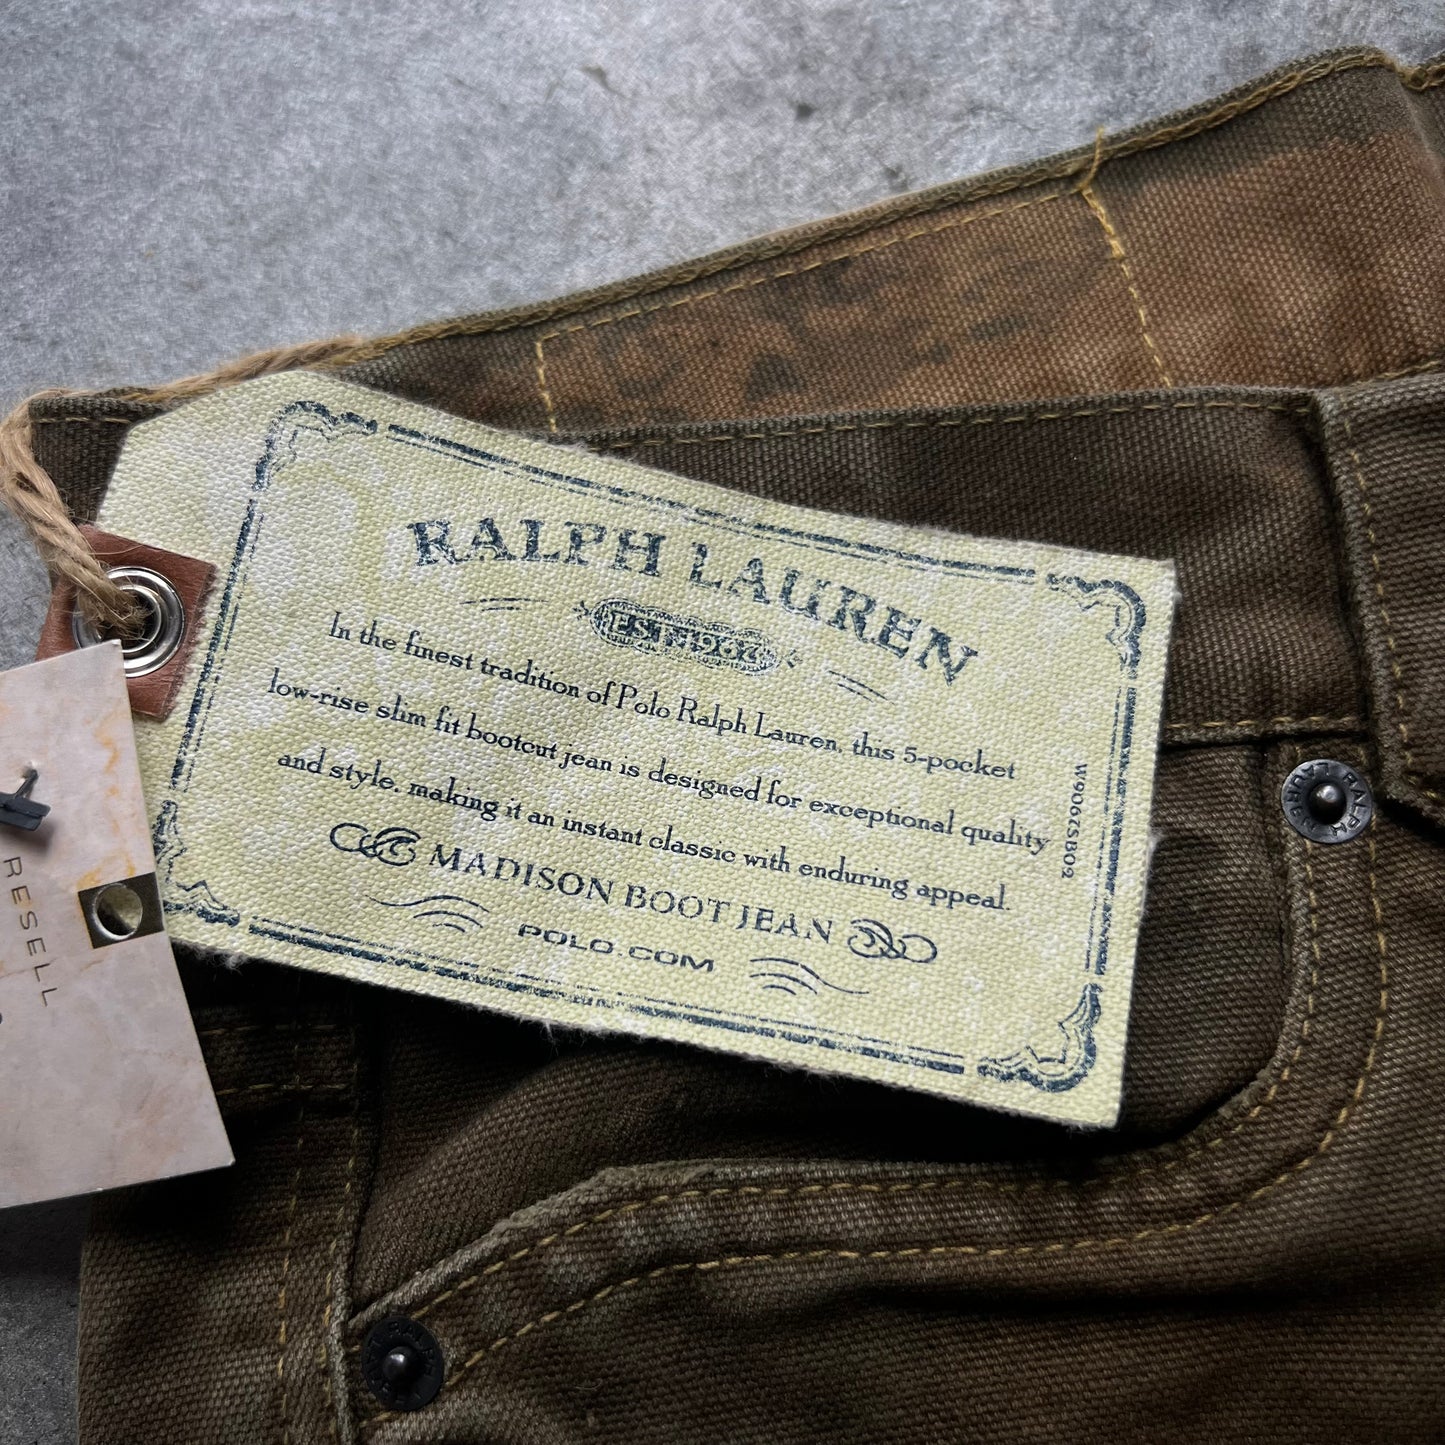 RALPH LAUREN
EST. 1967
In the finest tradition of Polo Ralph Lauren, this 5-pocket
low-rise slim fit bootcut jean is designed for exceptional quality
and style, making it an instant classic with enduring appeal.
MADISON BOOT JEAN
POLO.COM
W9067SB02
RESELL
RALPH LAUREN
RALPH